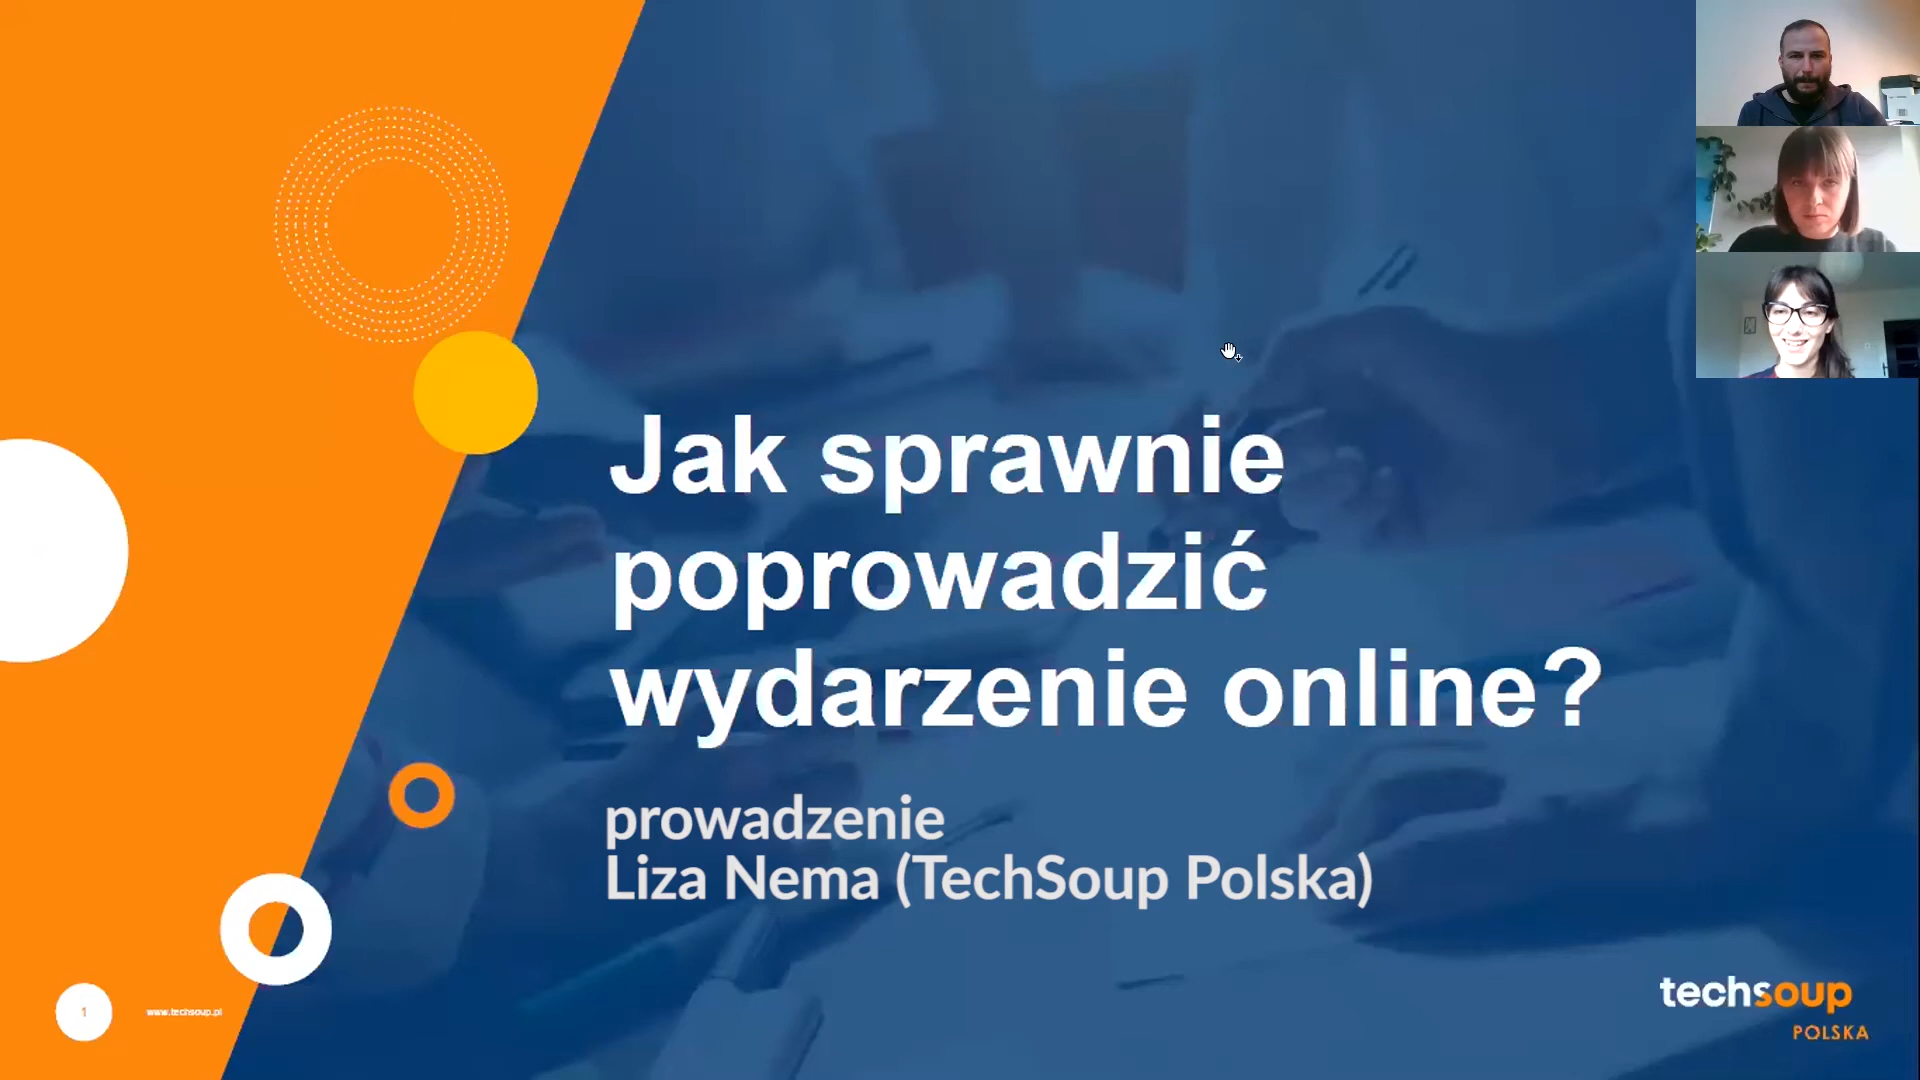 Jak sprawnie
poprowadzić
wydarzenie online?
prowadzenie
Liza Nema (TechSoup Polska)
1
www.techsoup.pl
techsoup
POLSKA